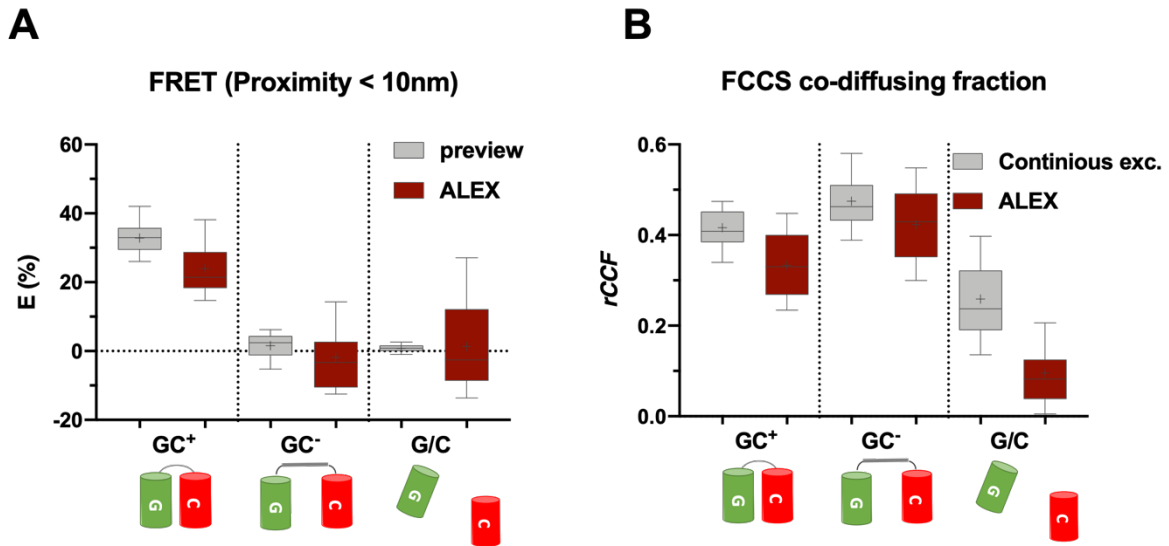 A
FRET (Proximity < 10nm)
preview
ALEX
E (%)
60
40
20
0
-20
GC⁺
GC⁻
G/C
G
C
G
C
G
C
B
FCCS co-diffusing fraction
Continious exc.
ALEX
rCCF
0.6
0.4
0.2
0.0
GC⁺
GC⁻
G/C
G
C
G
C
G
C